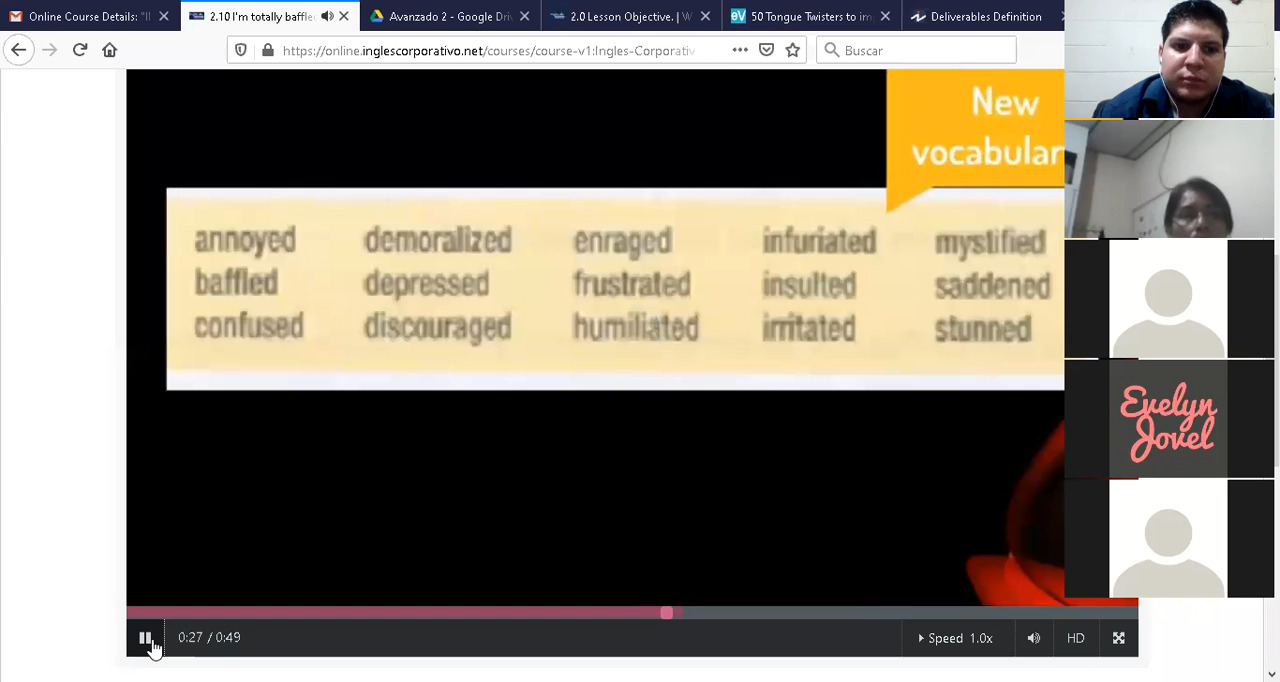 Online Course Details: "I
2.10 I'm totally baffle
Avanzado 2 - Google Dri
2.0 Lesson Objective. | W
eV 50 Tongue Twisters to im
Deliverables Definition
https://online.inglescorporativo.net/courses/course-v1:Ingles-Corporativ
Buscar
New
vocabular
annoyed demoralized enraged infuriated mystified
baffled depressed frustrated insulted saddened
confused discouraged humiliated irritated stunned
Evelyn
Jovel
0:27 / 0:49
Speed 1.0x
HD